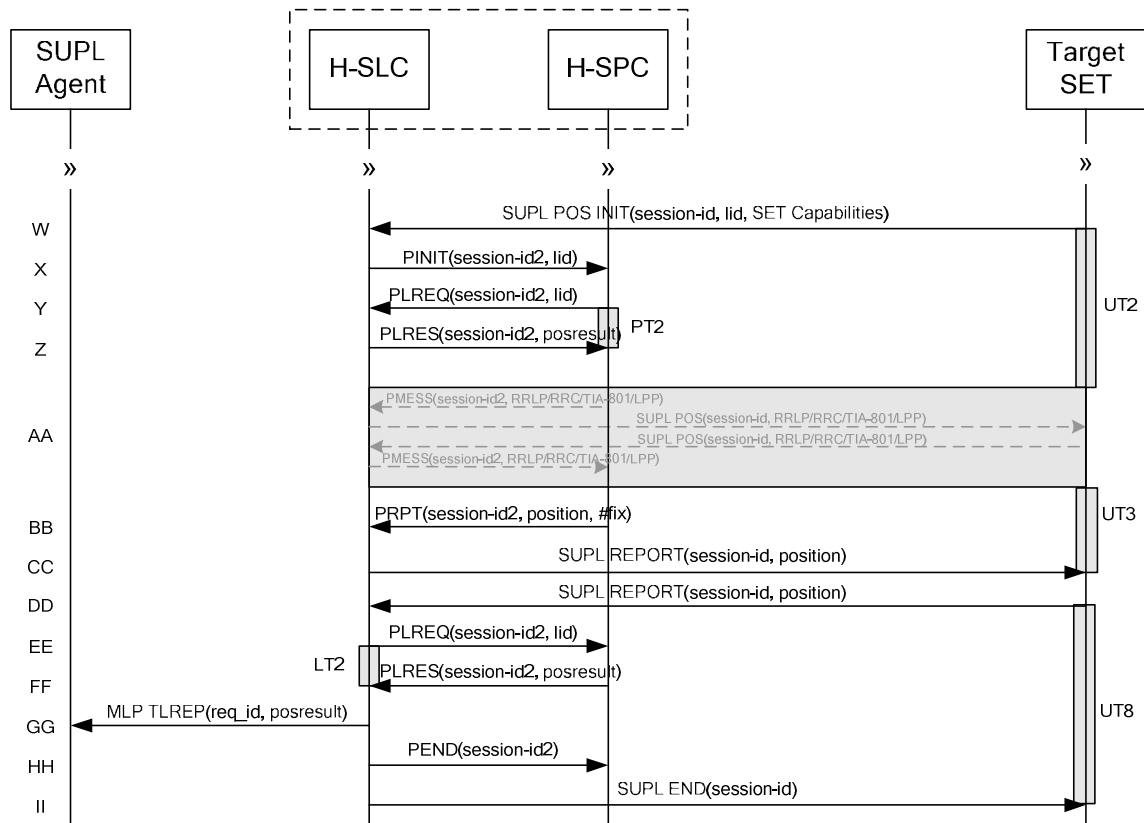 SUPL
Agent
H-SLC
H-SPC
Target
SET
»
»
»
»
W
SUPL POS INIT(session-id, lid, SET Capabilities)
X
PINIT(session-id2, lid)
Y
PLREQ(session-id2, lid)
UT2
PT2
Z
PLRES(session-id2, posresult)
PMESS(session-id2, RRLP/RRC/TIA-801/LPP)
SUPL POS(session-id, RRLP/RRC/TIA-801/LPP)
AA
SUPL POS(session-id, RRLP/RRC/TIA-801/LPP)
PMESS(session-id2, RRLP/RRC/TIA-801/LPP)
BB
PRPT(session-id2, position, #fix)
UT3
CC
SUPL REPORT(session-id, position)
DD
SUPL REPORT(session-id, position)
EE
PLREQ(session-id2, lid)
LT2
FF
PLRES(session-id2, posresult)
GG
MLP TLREP(req_id, posresult)
UT8
HH
PEND(session-id2)
II
SUPL END(session-id)